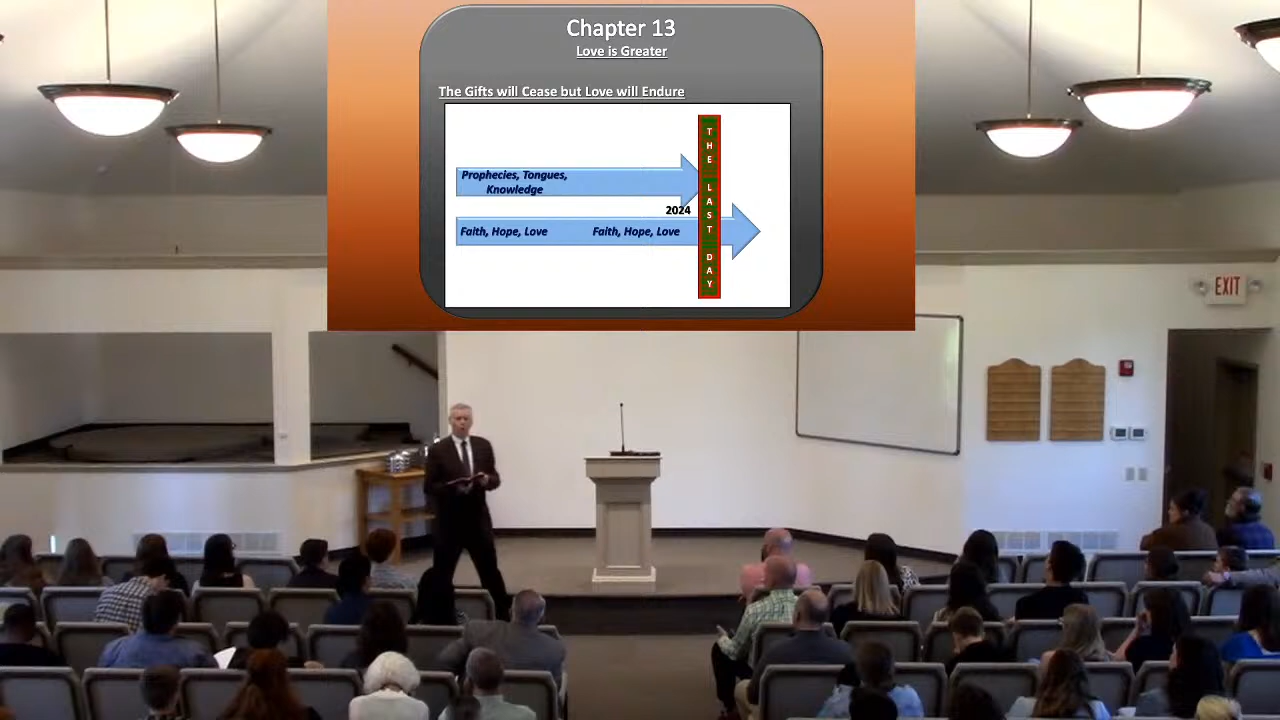 Chapter 13
Love is Greater
The Gifts will Cease but Love will Endure
Prophecies, Tongues,
Knowledge
2024
Faith, Hope, Love
Faith, Hope, Love
THE LAST DAY
EXIT